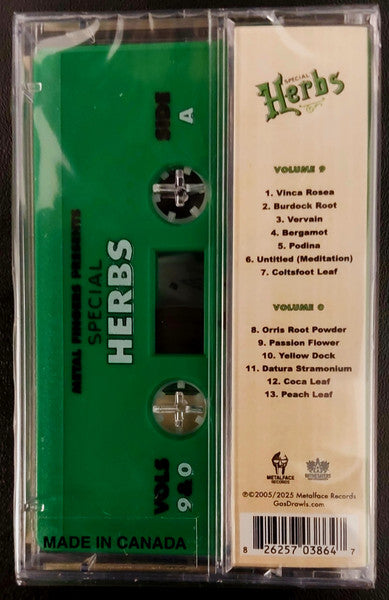 METAL FINGERS PRESENTS
SPECIAL
HERBS
SIDE
A
VOLS
9 & 0
MADE IN CANADA
SPECIAL
Herbs
VOLUME 9
1. Vinca Rosea
2. Burdock Root
3. Vervain
4. Bergamot
5. Podina
6. Untitled (Meditation)
7. Coltsfoot Leaf
VOLUME 0
8. Orris Root Powder
9. Passion Flower
10. Yellow Dock
11. Datura Stramonium
12. Coca Leaf
13. Peach Leaf
METALFACE
RECORDS
©©2005/2025 Metalface Records
GasDrawls.com
8 26257 03864 7